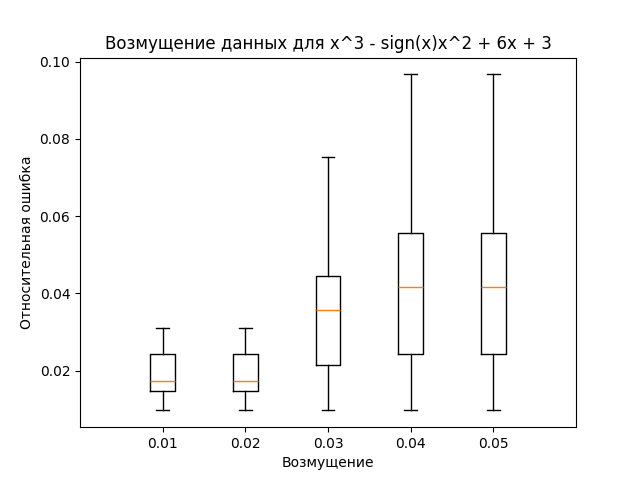 Возмущение данных для x^3 - sign(x)x^2 + 6x + 3
0.10
0.08
0.06
0.04
0.02
Относительная ошибка
0.01 0.02 0.03 0.04 0.05
Возмущение